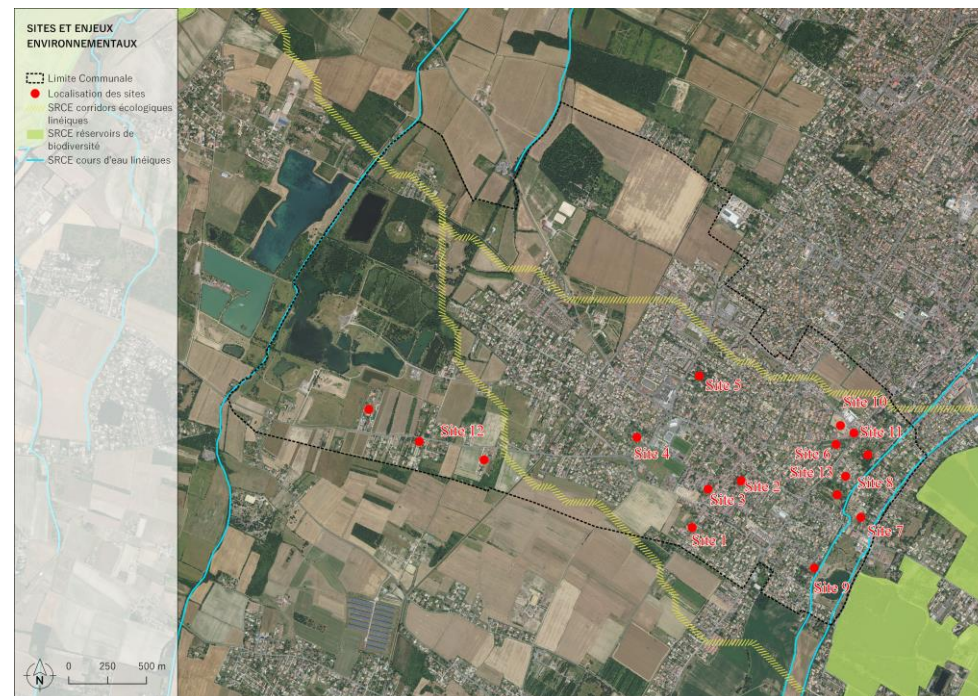 SITES ET ENJEUX
ENVIRONNEMENTAUX
Limite Communale
Localisation des sites
SRCE corridors écologiques
linéiques
SRCE réservoirs de
biodiversité
SRCE cours d'eau linéiques
Site 5
Site 10
Site 11
Site 12
Site 4
Site 6
Site 13
Site 8
Site 2
Site 3
Site 7
Site 1
Site 9
N
0 250 500 m